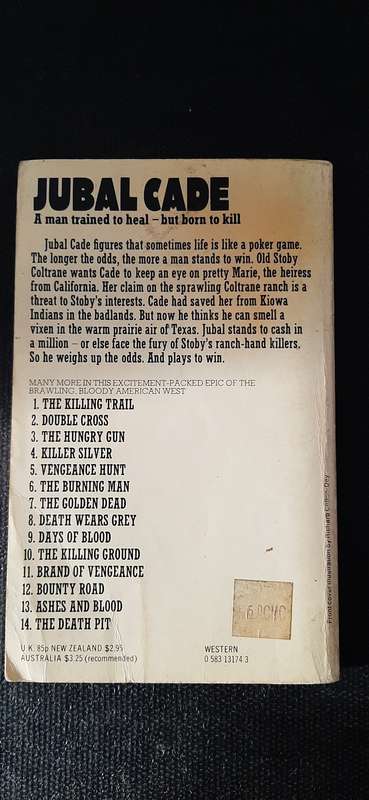 JUBAL CADE
A man trained to heal – but born to kill
Jubal Cade figures that sometimes life is like a poker game.
The longer the odds, the more a man stands to win. Old Stoby
Coltrane wants Cade to keep an eye on pretty Marie, the heiress
from California. Her claim on the sprawling Coltrane ranch is a
threat to Stoby's interests. Cade had saved her from Kiowa
Indians in the badlands. But now he thinks he can smell a
vixen in the warm prairie air of Texas. Jubal stands to cash in
a million – or else face the fury of Stoby's ranch-hand killers.
So he weighs up the odds. And plays to win.
MANY MORE IN THIS EXCITEMENT-PACKED EPIC OF THE
BRAWLING, BLOODY AMERICAN WEST
1. THE KILLING TRAIL
2. DOUBLE CROSS
3. THE HUNGRY GUN
4. KILLER SILVER
5. VENGEANCE HUNT
6. THE BURNING MAN
7. THE GOLDEN DEAD
8. DEATH WEARS GREY
9. DAYS OF BLOOD
10. THE KILLING GROUND
11. BRAND OF VENGEANCE
12. BOUNTY ROAD
13. ASHES AND BLOOD
14. THE DEATH PIT
U.K. 85p NEW ZEALAND $2.95
AUSTRALIA $3.25 (recommended)
WESTERN
0 583 13174 3
Front cover illustration by Richard